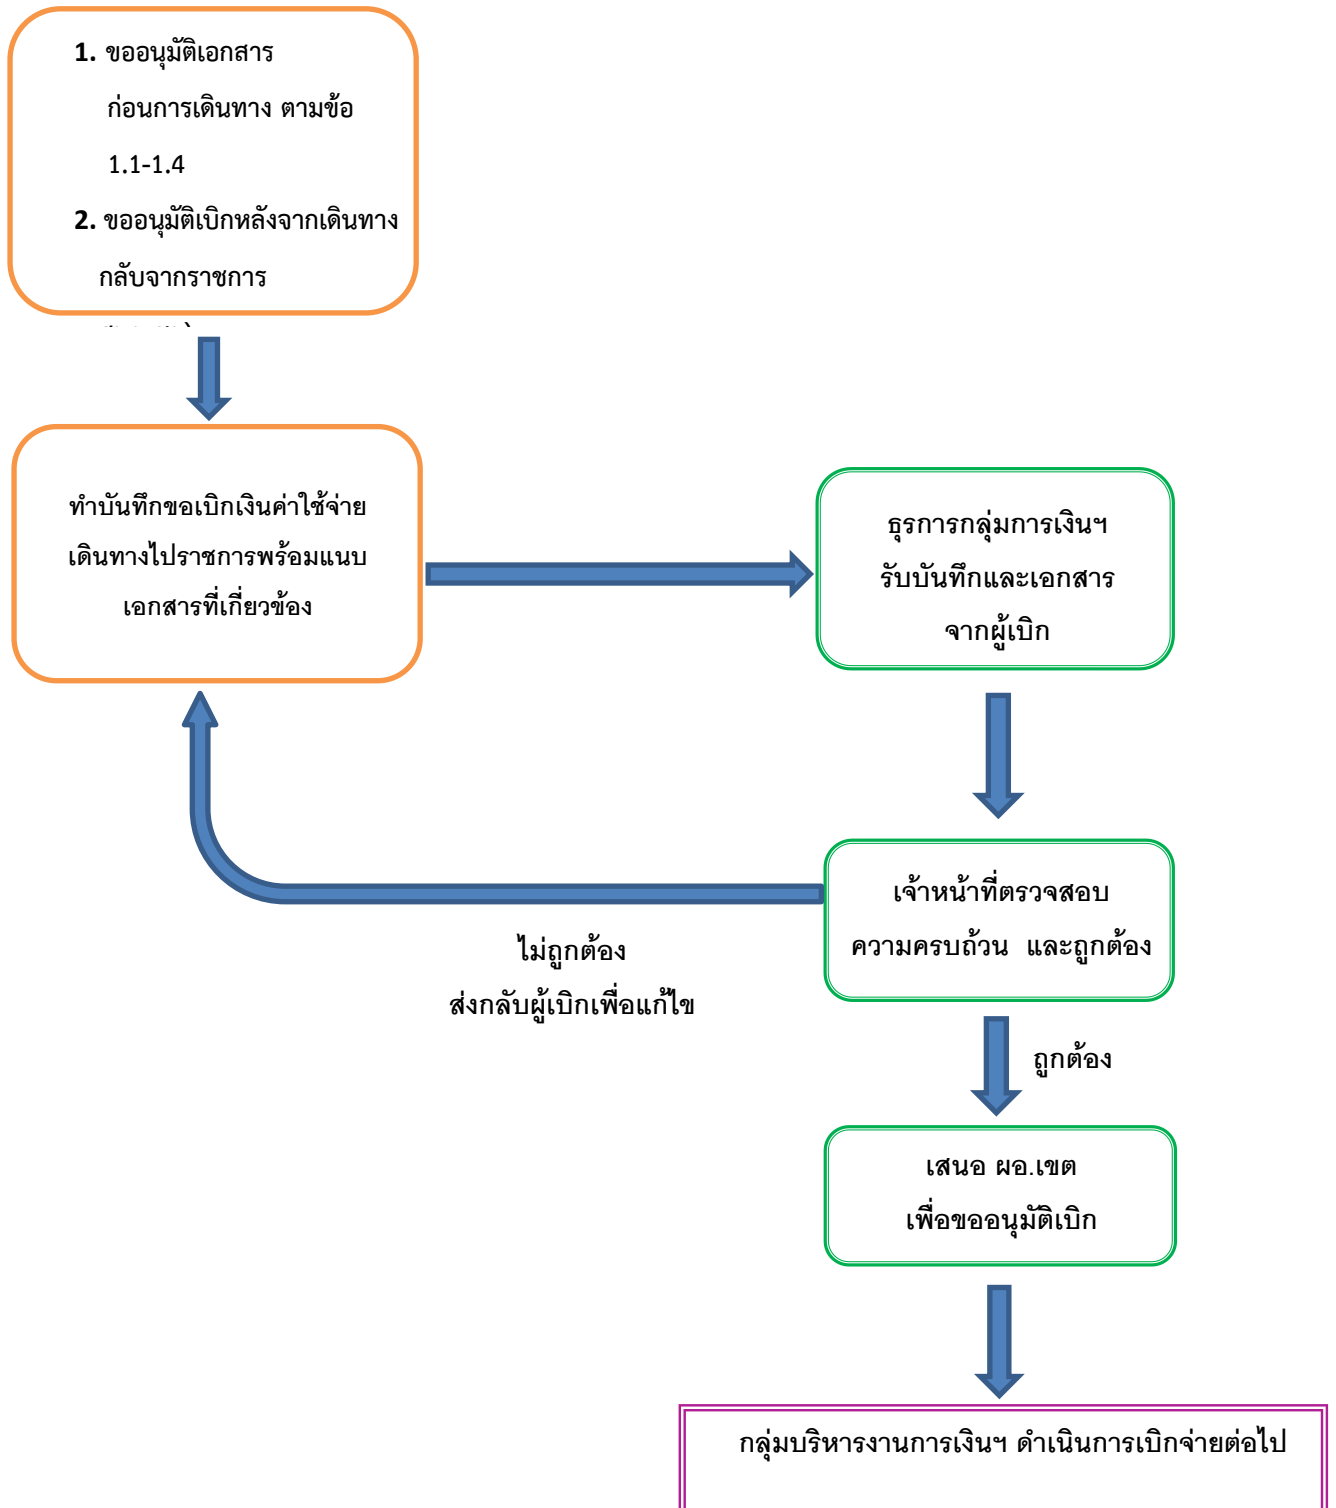 1. ขออนุมัติเอกสาร
ก่อนการเดินทาง ตามข้อ
1.1-1.4
2. ขออนุมัติเบิกหลังจากเดินทาง
กลับจากราชการ
ทำบันทึกขอเบิกเงินค่าใช้จ่าย
เดินทางไปราชการพร้อมแนบ
เอกสารที่เกี่ยวข้อง
ธุรการกลุ่มการเงินฯ
รับบันทึกและเอกสาร
จากผู้เบิก
เจ้าหน้าที่ตรวจสอบ
ความครบถ้วน และถูกต้อง
ไม่ถูกต้อง
ส่งกลับผู้เบิกเพื่อแก้ไข
ถูกต้อง
เสนอ ผอ.เขต
เพื่อขออนุมัติเบิก
กลุ่มบริหารงานการเงินฯ ดำเนินการเบิกจ่ายต่อไป